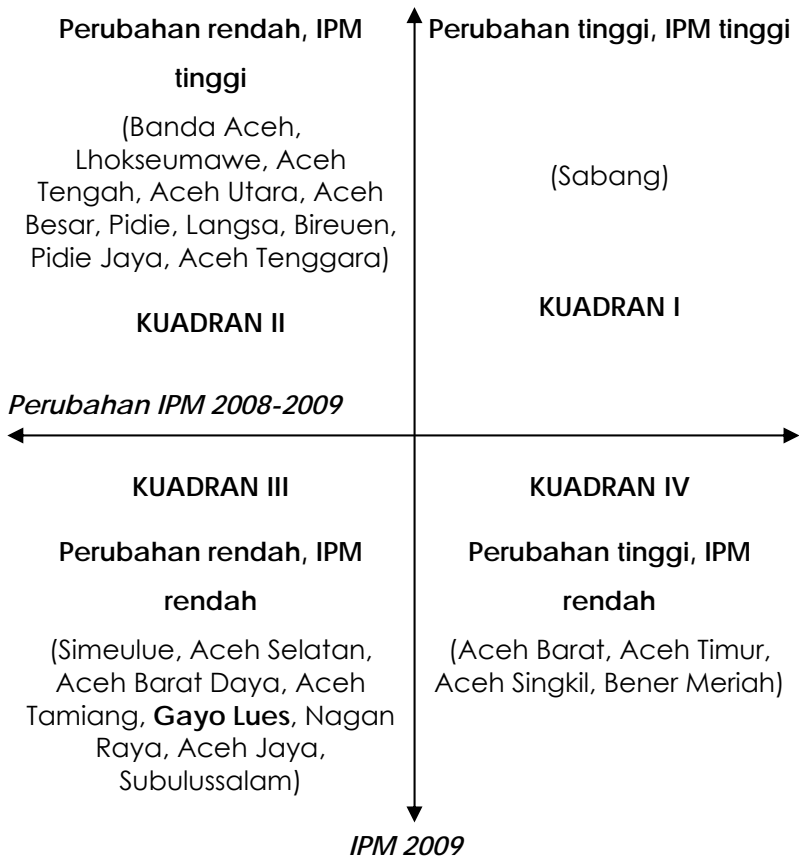 Perubahan rendah, IPM
tinggi
(Banda Aceh,
Lhokseumawe, Aceh
Tengah, Aceh Utara, Aceh
Besar, Pidie, Langsa, Bireuen,
Pidie Jaya, Aceh Tenggara)
KUADRAN II
Perubahan tinggi, IPM tinggi
(Sabang)
KUADRAN I
Perubahan IPM 2008-2009
KUADRAN III
Perubahan rendah, IPM
rendah
(Simeulue, Aceh Selatan,
Aceh Barat Daya, Aceh
Tamiang, Gayo Lues, Nagan
Raya, Aceh Jaya,
Subulussalam)
KUADRAN IV
Perubahan tinggi, IPM
rendah
(Aceh Barat, Aceh Timur,
Aceh Singkil, Bener Meriah)
IPM 2009